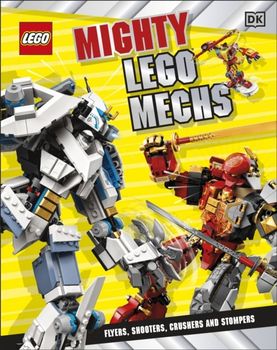 LEGO
DK
MIGHTY
LEGO
MECHS
FLYERS, SHOOTERS, CRUSHERS AND STOMPERS